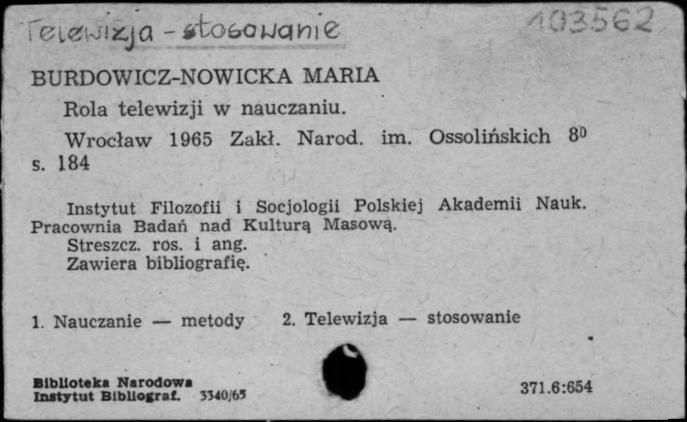 Telewizja - stosowanie 103562
BURDOWICZ-NOWICKA MARIA
Rola telewizji w nauczaniu.
Wrocław 1965 Zakł. Narod. im. Ossolińskich 8⁰
s. 184
Instytut Filozofii i Socjologii Polskiej Akademii Nauk.
Pracownia Badań nad Kulturą Masową.
Streszcz. ros. i ang.
Zawiera bibliografię.
1. Nauczanie — metody 2. Telewizja — stosowanie
Biblioteka Narodowa
Instytut Bibliograf. 3340/65
371.6:654